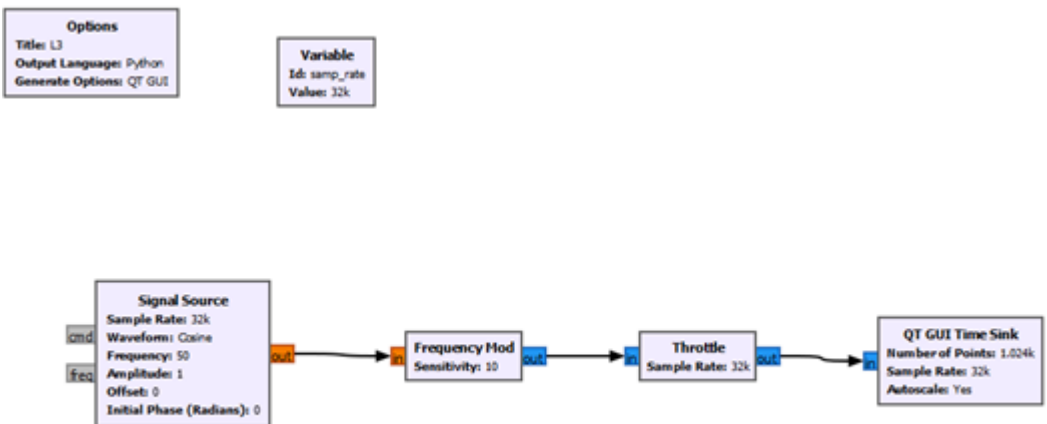 Options
Title: L3
Output Language: Python
Generate Options: QT GUI
Variable
Id: samp_rate
Value: 32k
Signal Source
Sample Rate: 32k
Waveform: Cosine
Frequency: 50
Amplitude: 1
Offset: 0
Initial Phase (Radians): 0
cmd
freq
out
in
Frequency Mod
Sensitivity: 10
out
in
Throttle
Sample Rate: 32k
out
in
QT GUI Time Sink
Number of Points: 1.024k
Sample Rate: 32k
Autoscale: Yes